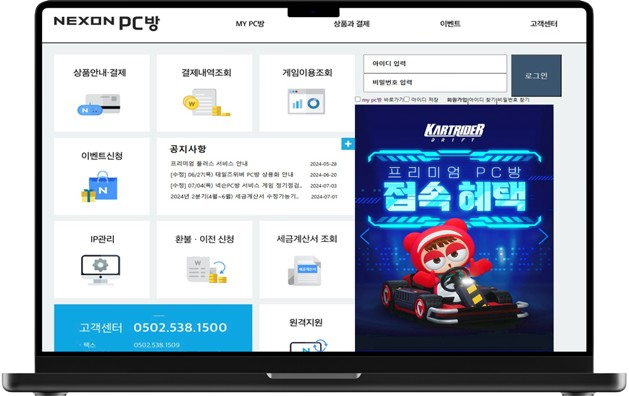 NEXON PC방
MY PC방
상품과 결제
이벤트
고객센터
상품안내·결제
결제내역조회
게임이용조회
아이디 입력
비밀번호 입력
로그인
my pc방 바로가기 아이디 저장 회원가입|아이디 찾기|비밀번호 찾기
이벤트신청
N
공지사항
프리미엄 플러스 서비스 안내 2024-05-28
[수정] 06/27(목) 테일즈위버 PC방 상용화 안내 2024-06-20
[수정] 07/04(목) 넥슨PC방 서비스 게임 정기점검.. 2024-07-03
2024년 2분기(4월~6월) 세금계산서 수정가능기.. 2024-07-01
KARTRIDER
DRIFT
프리미엄 PC방
접속 혜택
IP관리
환불·이전 신청
세금계산서 조회
W
세금계산서
고객센터 0502.538.1500
· 팩스 0502.538.1509
원격지원